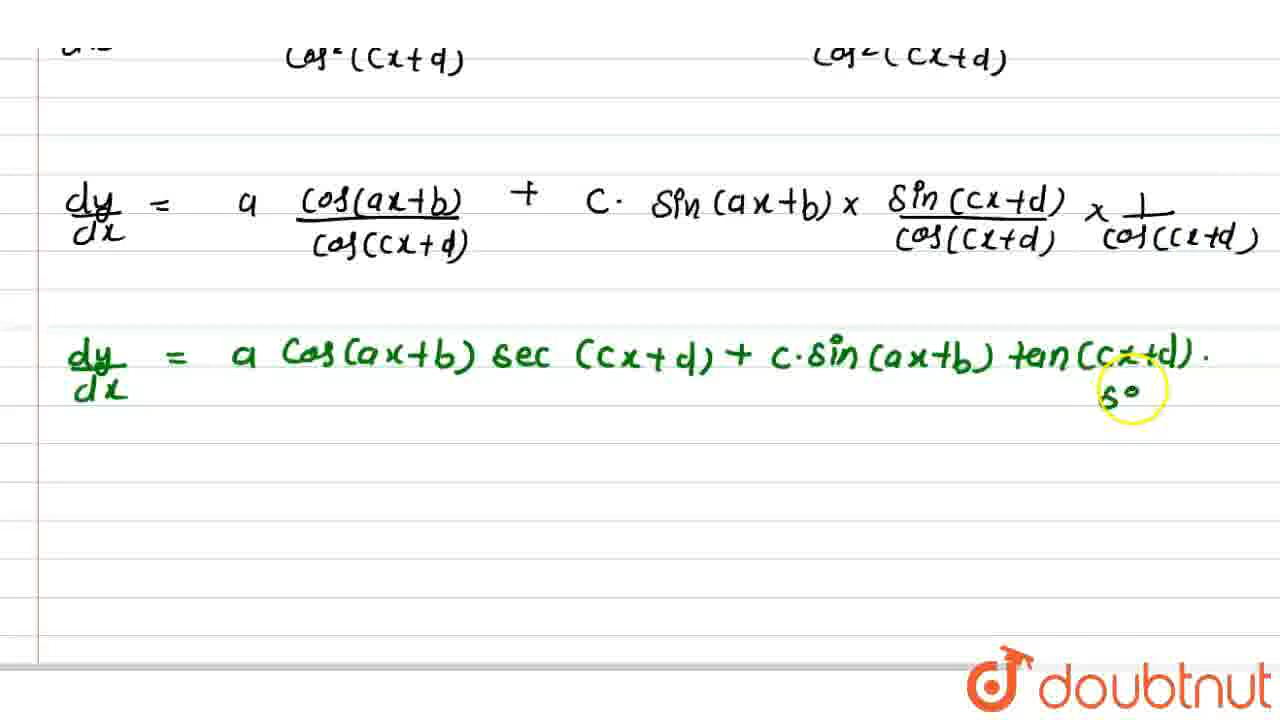 cos²(cx+d) cos²(cx+d)
dy/dx = a cos(ax+b)/cos(cx+d) + c. sin(ax+b) x sin(cx+d)/cos(cx+d) x 1/cos(cx+d)
dy/dx = a cos(ax+b) sec (cx+d) + c.sin(ax+b) tan(cx+d).
doubtnut